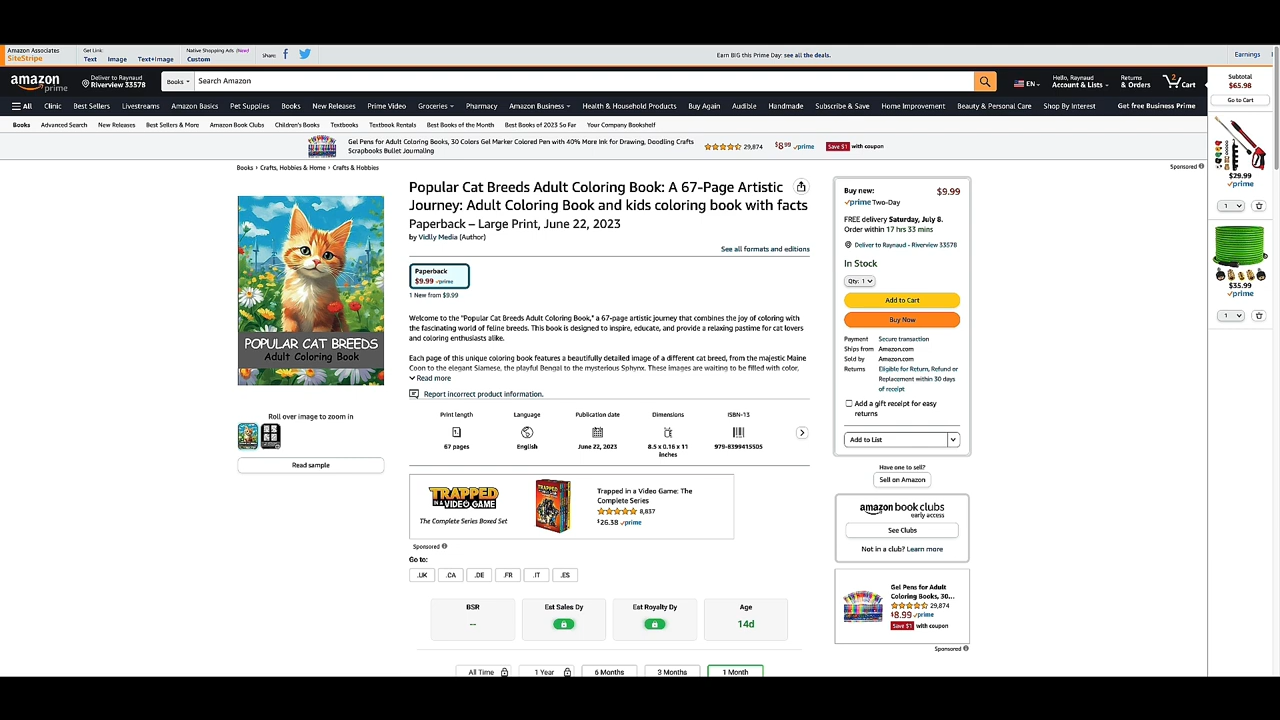 Amazon Associates
SiteStripe
Get Link:
Text Image Text+Image
Native Shopping Ads (New)
Custom
Share:
Earn BIG this Prime Day: see all the deals.
Earnings
amazon
prime
Deliver to Raynaud
Riverview 33578
Books
Search Amazon
EN
Hello, Raynaud
Account & Lists
Returns
& Orders
2
Cart
Subtotal
$65.98
Go to Cart
All Clinic Best Sellers Livestreams Amazon Basics Pet Supplies Books New Releases Prime Video Groceries Pharmacy Amazon Business Health & Household Products Buy Again Audible Handmade Subscribe & Save Home Improvement Beauty & Personal Care Shop By Interest Get free Business Prime
Books Advanced Search New Releases Best Sellers & More Amazon Book Clubs Children's Books Textbooks Textbook Rentals Best Books of the Month Best Books of 2023 So Far Your Company Bookshelf
Gel Pens for Adult Coloring Books, 30 Colors Gel Marker Colored Pen with 40% More Ink for Drawing, Doodling Crafts
Scrapbooks Bullet Journaling
29,874
$8.99 prime
Save $1 with coupon
Sponsored
Books › Crafts, Hobbies & Home › Crafts & Hobbies
POPULAR CAT BREEDS
Adult Coloring Book
Roll over image to zoom in
Read sample
Popular Cat Breeds Adult Coloring Book: A 67-Page Artistic
Journey: Adult Coloring Book and kids coloring book with facts
Paperback – Large Print, June 22, 2023
by Vidly Media (Author)
See all formats and editions
Paperback
$9.99 prime
1 New from $9.99
Welcome to the "Popular Cat Breeds Adult Coloring Book," a 67-page artistic journey that combines the joy of coloring with
the fascinating world of feline breeds. This book is designed to inspire, educate, and provide a relaxing pastime for cat lovers
and coloring enthusiasts alike.
Each page of this unique coloring book features a beautifully detailed image of a different cat breed, from the majestic Maine
Coon to the elegant Siamese, the playful Bengal to the mysterious Sphynx. These images are waiting to be filled with color.
Read more
Report incorrect product information.
Print length
67 pages
Language
English
Publication date
June 22, 2023
Dimensions
8.5 x 0.16 x 11
inches
ISBN-13
979-8399415505
TRAPPED
IN A VIDEO GAME
The Complete Series Boxed Set
Trapped in a Video Game: The
Complete Series
8,837
$26.38 prime
Sponsored
Go to:
.UK .CA .DE .FR .IT .ES
BSR
--
Est Sales Dy
Est Royalty Dy
Age
14d
All Time 1 Year 6 Months 3 Months 1 Month
Buy new:
$9.99
prime Two-Day
FREE delivery Saturday, July 8.
Order within 17 hrs 33 mins
Deliver to Raynaud - Riverview 33578
In Stock
Qty: 1
Add to Cart
Buy Now
Payment Secure transaction
Ships from Amazon.com
Sold by Amazon.com
Returns Eligible for Return, Refund or
Replacement within 30 days
of receipt
Add a gift receipt for easy
returns
Add to List
Have one to sell?
Sell on Amazon
amazon book clubs
early access
See Clubs
Not in a club? Learn more
Gel Pens for Adult
Coloring Books, 30...
29,874
$8.99 prime
Save $1 with coupon
Sponsored
$29.99
prime
1
$35.99
prime
1